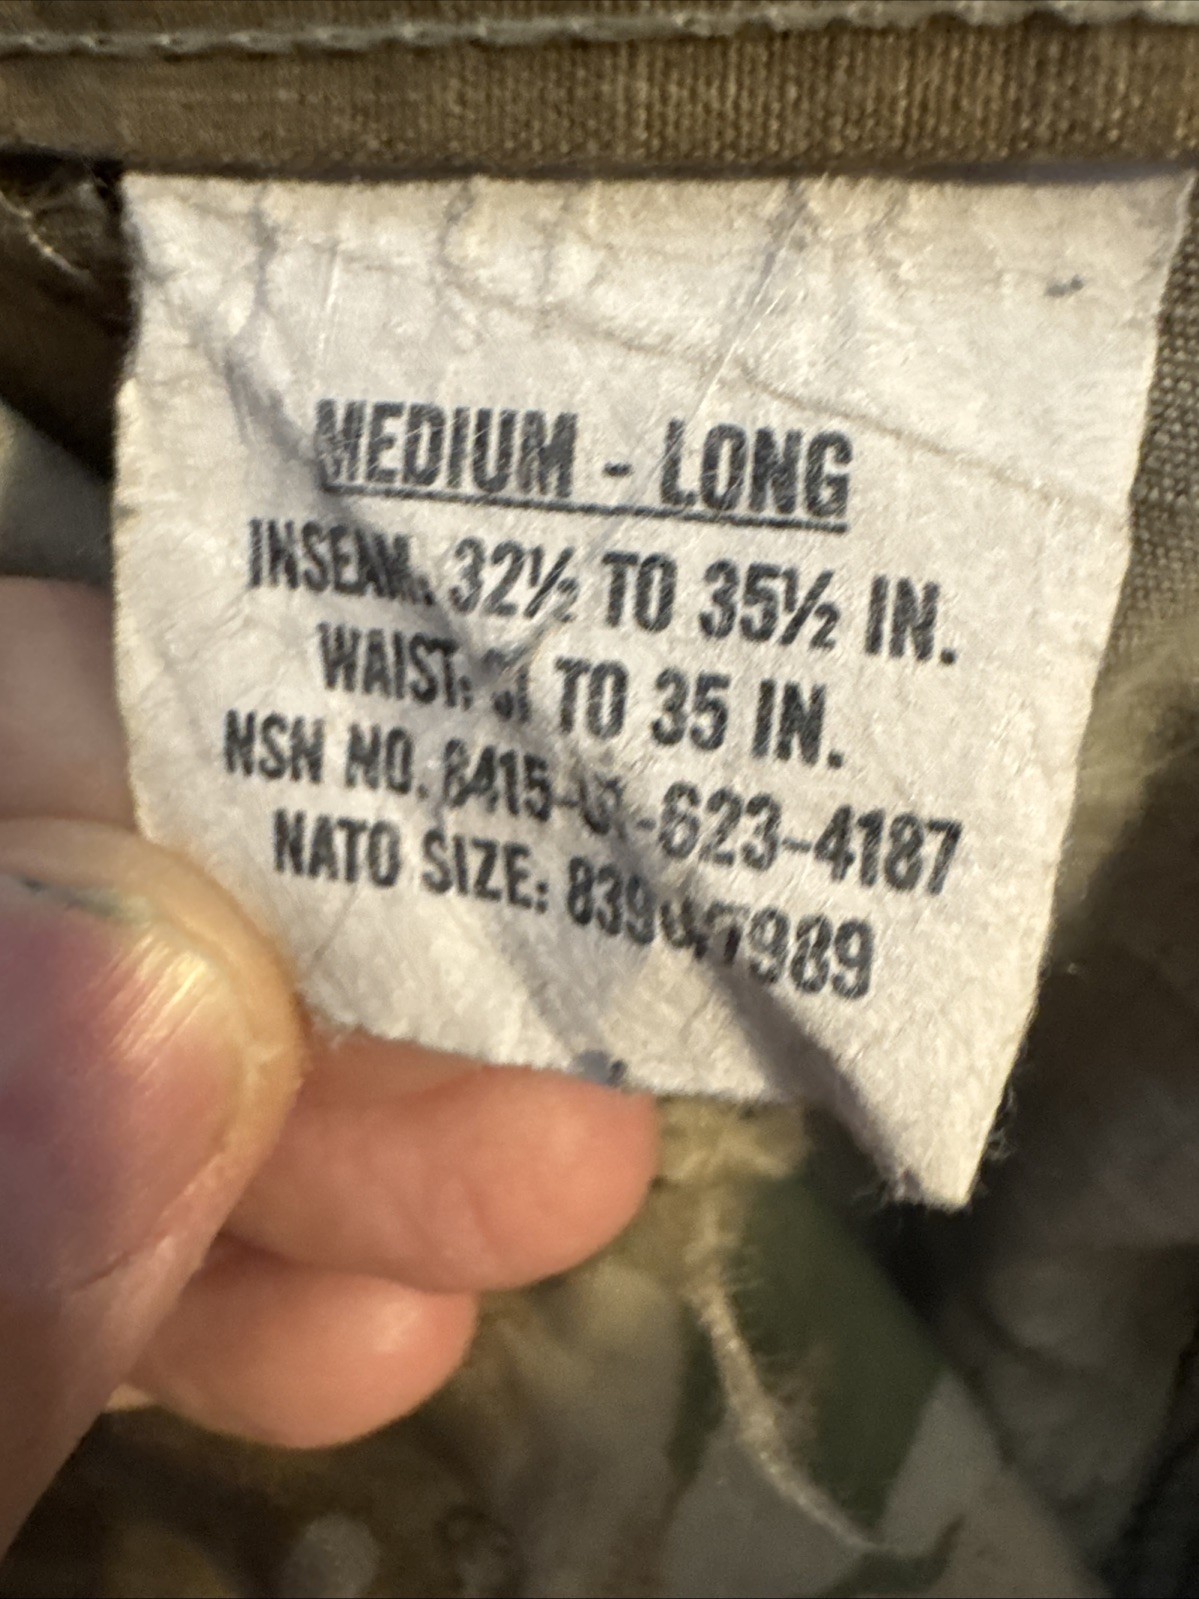 MEDIUM - LONG
INSEAM: 32½ TO 35½ IN.
WAIST: TO 35 IN.
NSN NO. 8415-01-623-4187
NATO SIZE: